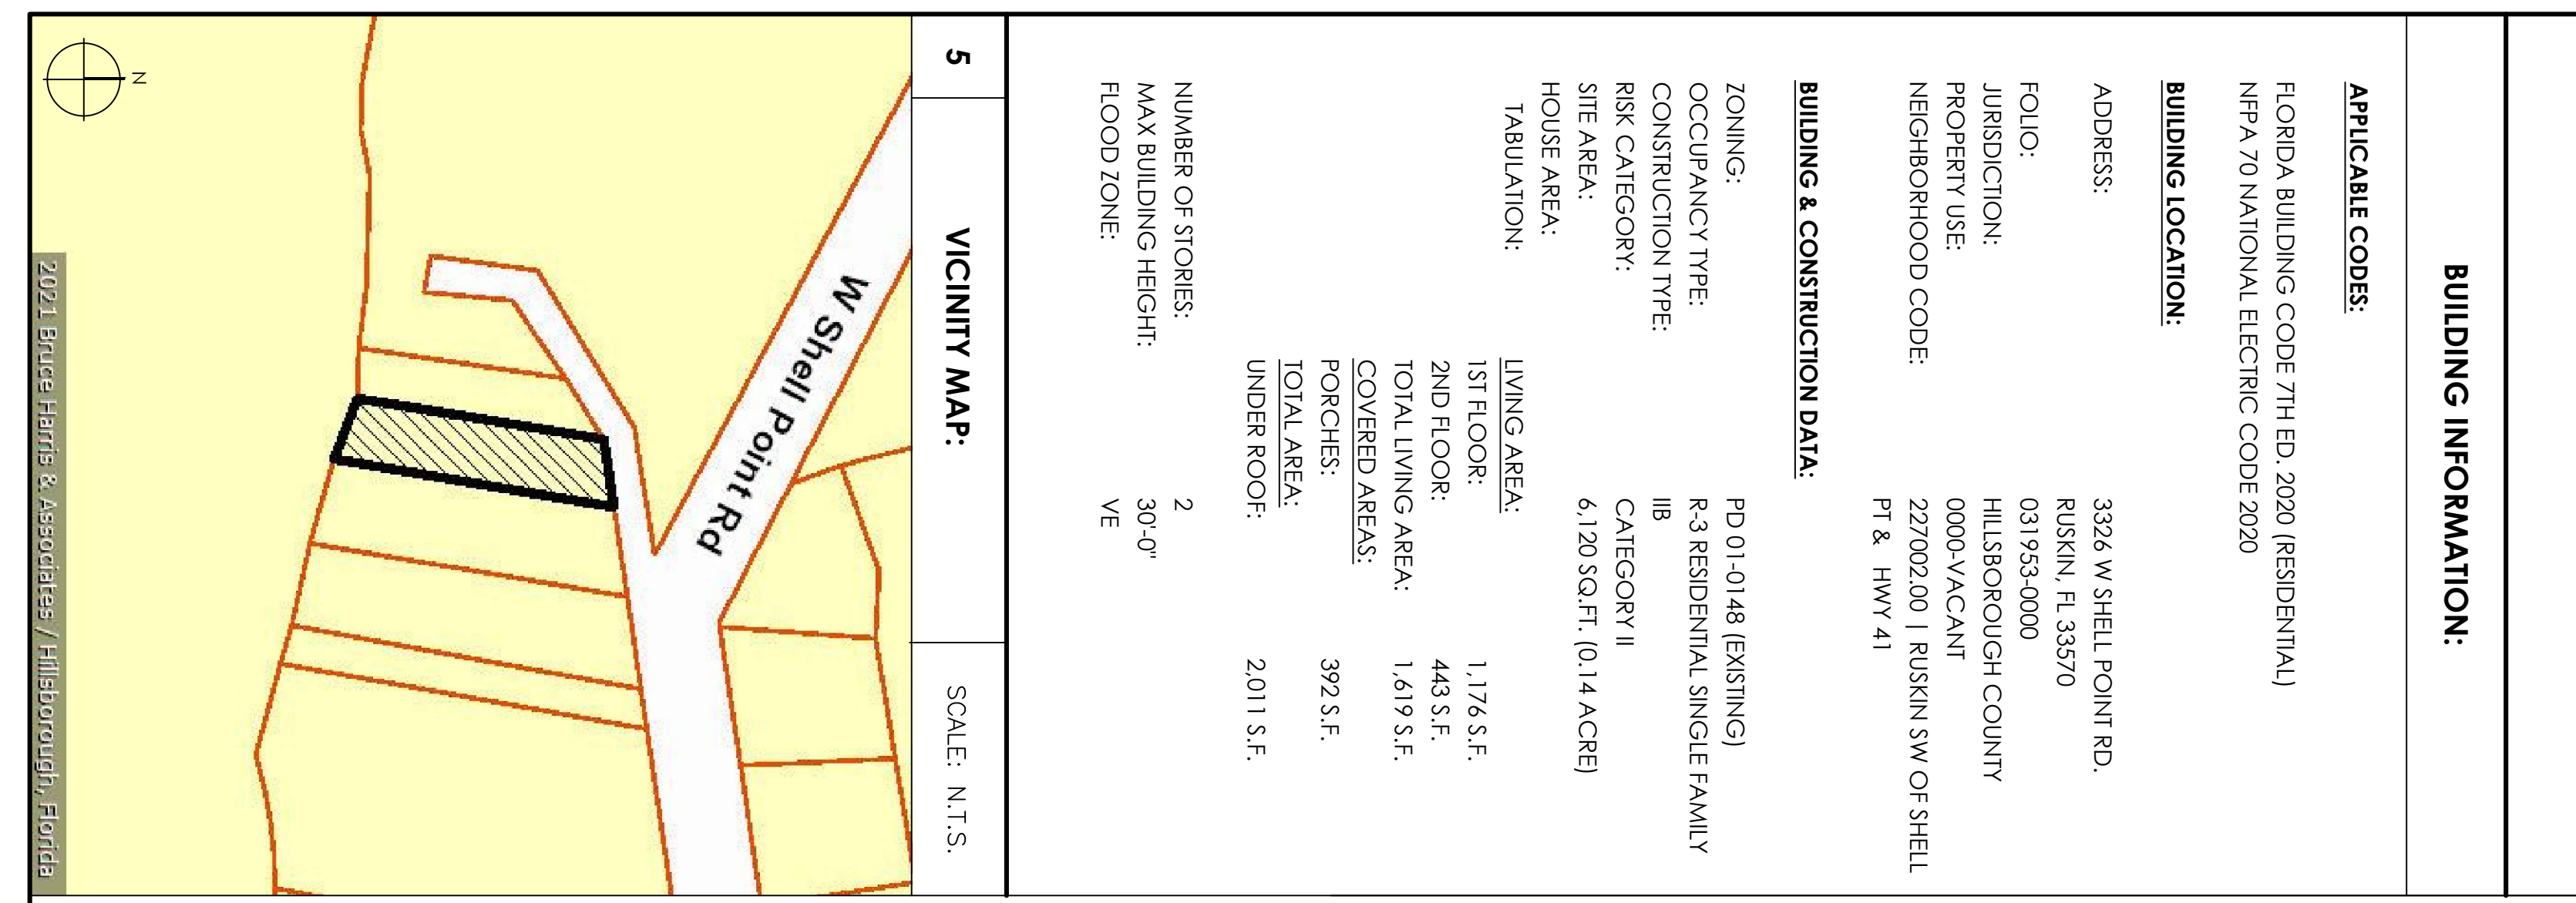 BUILDING INFORMATION:
APPLICABLE CODES:
FLORIDA BUILDING CODE 7TH ED. 2020 (RESIDENTIAL)
NFPA 70 NATIONAL ELECTRIC CODE 2020
BUILDING LOCATION:
ADDRESS: 3326 W SHELL POINT RD.
RUSKIN, FL 33570
FOLIO: 031953-0000
JURISDICTION: HILLSBOROUGH COUNTY
PROPERTY USE: 0000-VACANT
NEIGHBORHOOD CODE: 227002.00 | RUSKIN SW OF SHELL
PT & HWY 41
BUILDING & CONSTRUCTION DATA:
ZONING: PD 01-0148 (EXISTING)
OCCUPANCY TYPE: R-3 RESIDENTIAL SINGLE FAMILY
CONSTRUCTION TYPE: IIB
RISK CATEGORY: CATEGORY II
SITE AREA: 6,120 SQ.FT. (0.14 ACRE)
HOUSE AREA:
TABULATION: LIVING AREA:
1ST FLOOR: 1,176 S.F.
2ND FLOOR: 443 S.F.
TOTAL LIVING AREA: 1,619 S.F.
COVERED AREAS:
PORCHES: 392 S.F.
TOTAL AREA:
UNDER ROOF: 2,011 S.F.
NUMBER OF STORIES: 2
MAX BUILDING HEIGHT: 30'-0"
FLOOD ZONE: VE
5 VICINITY MAP: SCALE: N.T.S.
W Shell Point Rd
N
2021 Bruce Harris & Associates / Hillsborough, Florida